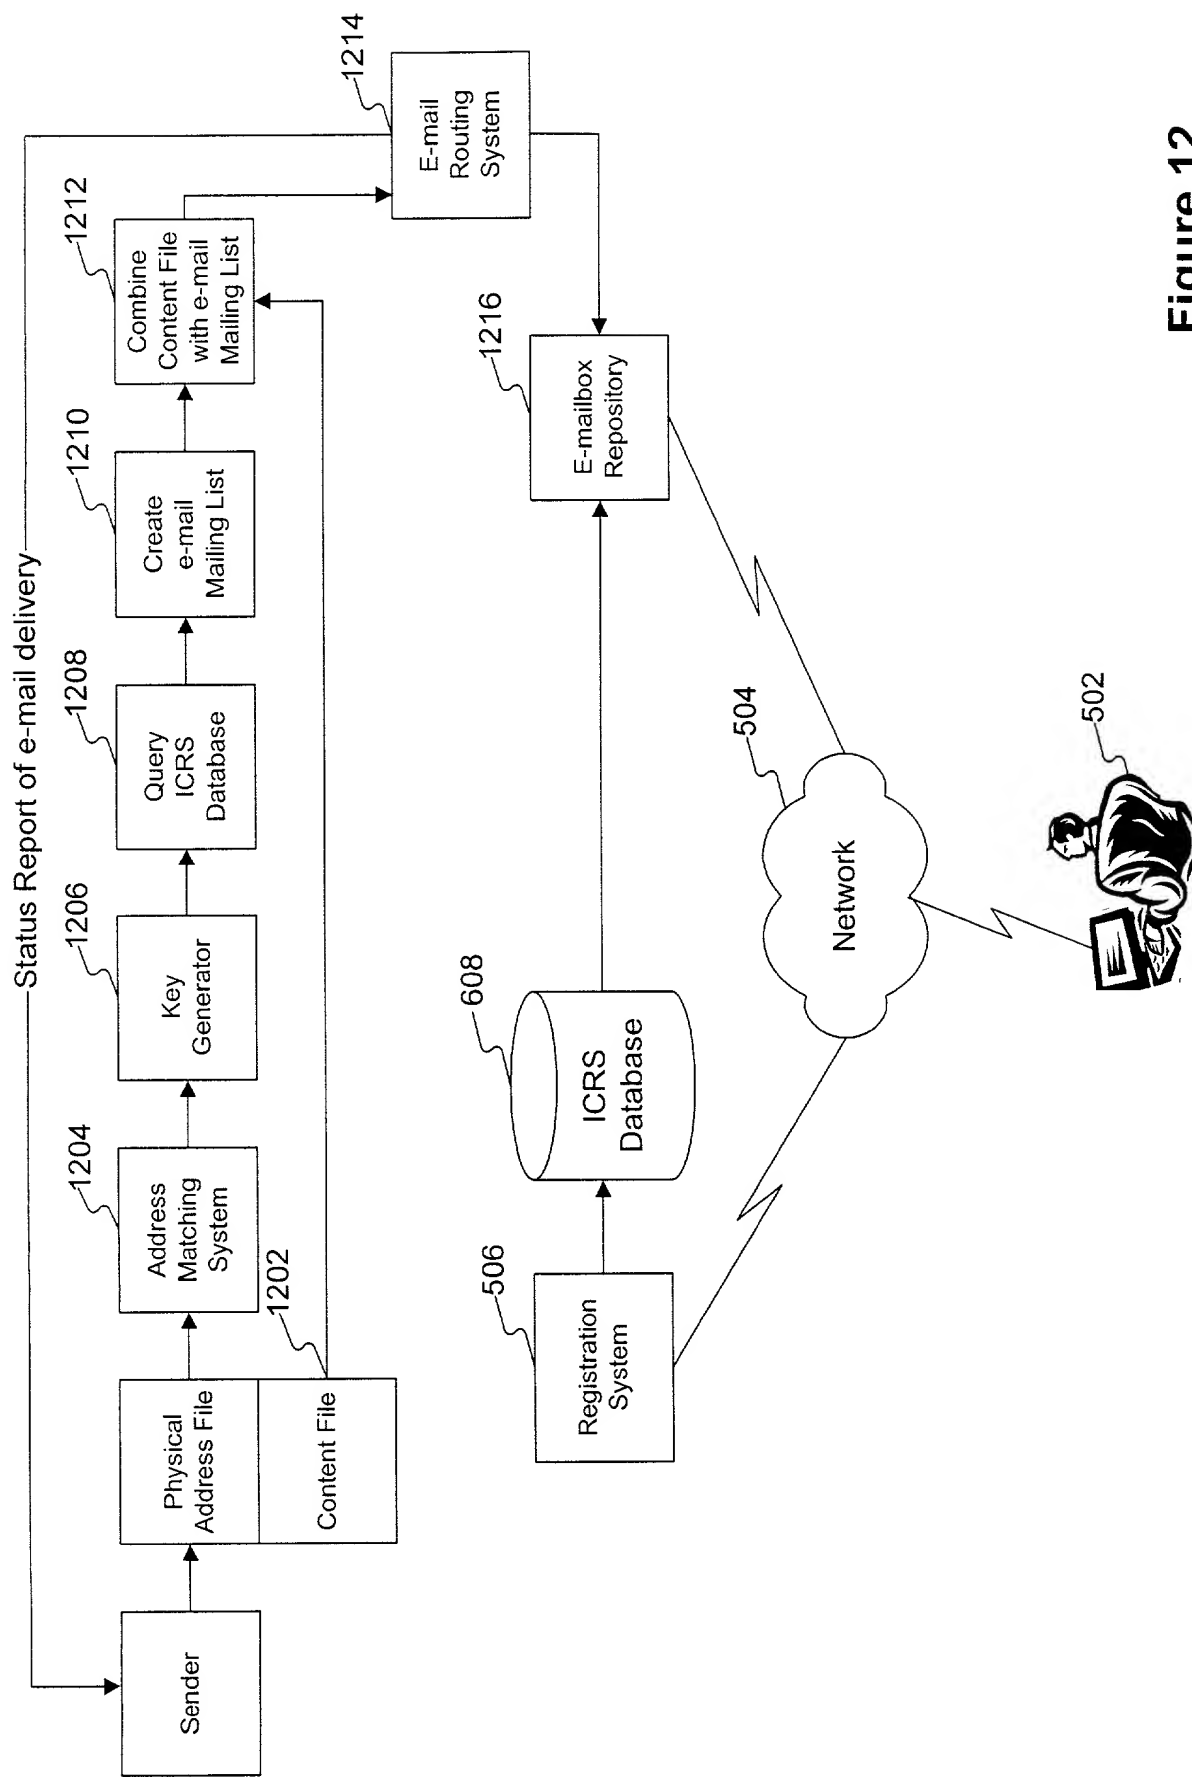 Status Report of e-mail delivery
Sender
Physical
Address File
Content File
1202
Address
Matching
System
1204
Key
Generator
1206
Query
ICRS
Database
1208
Create
e-mail
Mailing List
1210
Combine
Content File
with e-mail
Mailing List
1212
E-mail
Routing
System
1214
Registration
System
506
ICRS
Database
608
E-mailbox
Repository
1216
Network
504
502
Figure 12